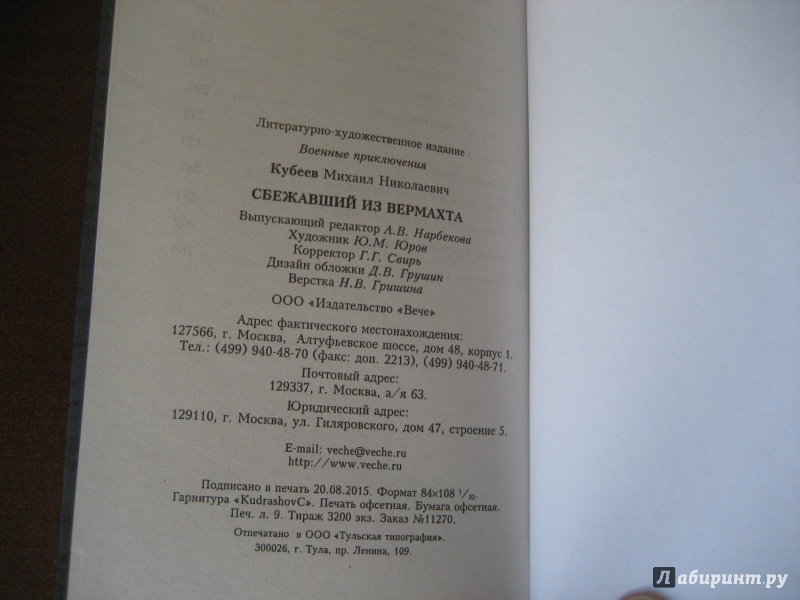 Литературно-художественное издание
Военные приключения
Кубеев Михаил Николаевич
СБЕЖАВШИЙ ИЗ ВЕРМАХТА
Выпускающий редактор А.В. Нарбекова
Художник Ю.М. Юров
Корректор Г.Г. Свирь
Дизайн обложки Д.В. Грушин
Верстка Н.В. Гришина
ООО «Издательство «Вече»
Адрес фактического местонахождения:
127566, г. Москва, Алтуфьевское шоссе, дом 48, корпус 1.
Тел.: (499) 940-48-70 (факс: доп. 2213), (499) 940-48-71.
Почтовый адрес:
129337, г. Москва, а/я 63.
Юридический адрес:
129110, г. Москва, ул. Гиляровского, дом 47, строение 5.
E-mail: veche@veche.ru
http://www.veche.ru
Подписано в печать 20.08.2015. Формат 84×108 1/32.
Гарнитура «KudrashovC». Печать офсетная. Бумага офсетная.
Печ. л. 9. Тираж 3200 экз. Заказ №11270.
Отпечатано в ООО «Тульская типография».
300026, г. Тула, пр. Ленина, 109.
Лабиринт.ру